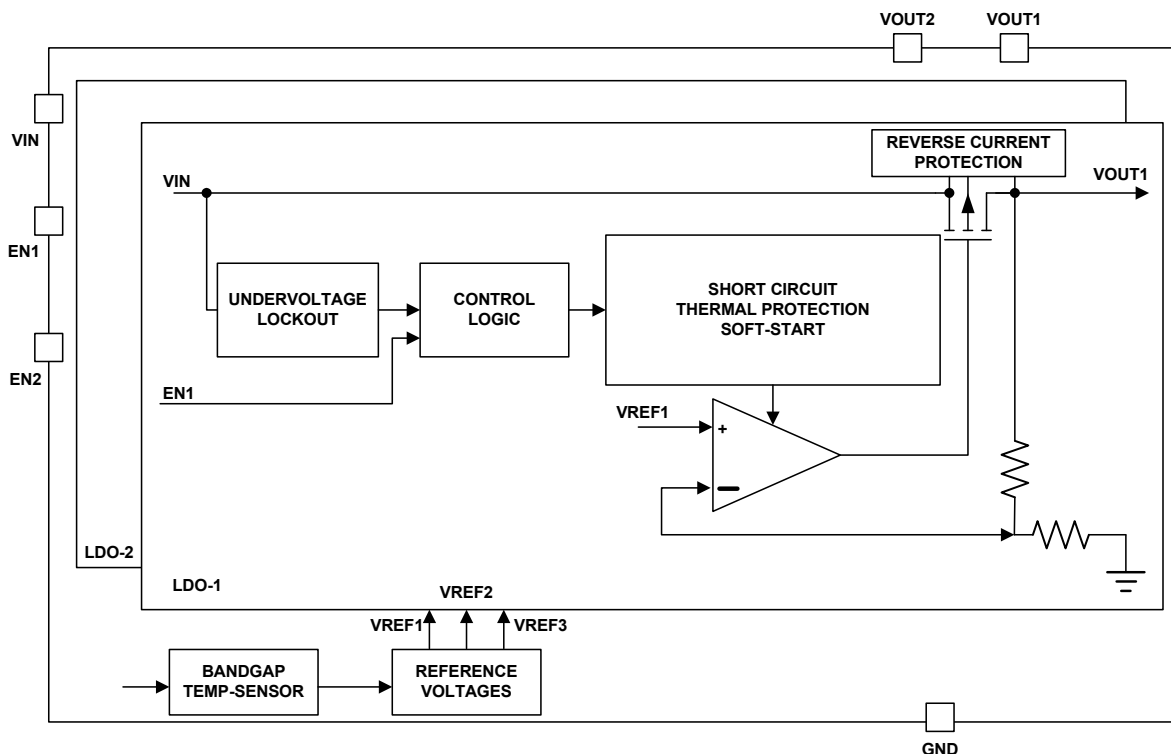 VOUT2
VOUT1
VIN
EN1
EN2
REVERSE CURRENT
PROTECTION
VIN
VOUT1
UNDERVOLTAGE
LOCKOUT
CONTROL
LOGIC
SHORT CIRCUIT
THERMAL PROTECTION
SOFT-START
EN1
VREF1
+
−
LDO-2
LDO-1
VREF2
VREF1
VREF3
BANDGAP
TEMP-SENSOR
REFERENCE
VOLTAGES
GND